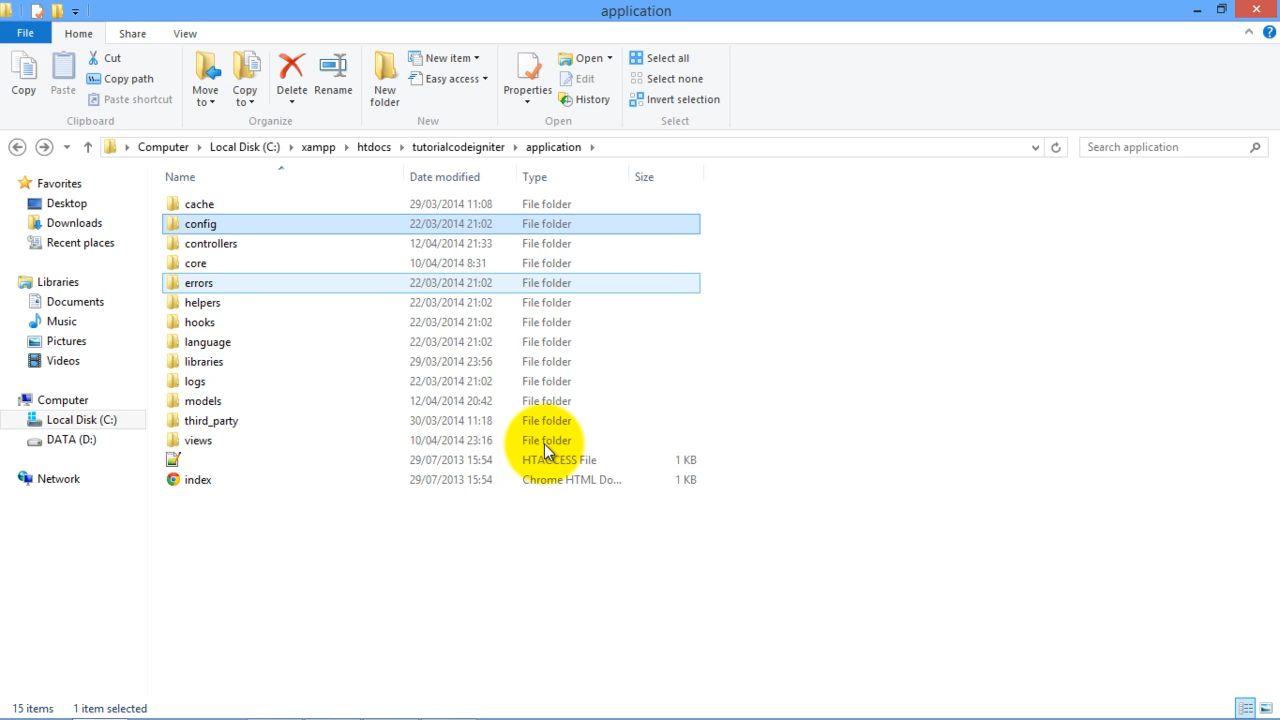 application
File Home Share View
Copy
Paste
Cut
Copy path
Paste shortcut
Clipboard
Move to
Copy to
Delete
Rename
Organize
New folder
New item
Easy access
New
Properties
Open
Edit
History
Open
Select all
Select none
Invert selection
Select
Computer Local Disk (C:) xampp htdocs tutorialcodeigniter application
Search application
Favorites
Desktop
Downloads
Recent places
Libraries
Documents
Music
Pictures
Videos
Computer
Local Disk (C:)
DATA (D:)
Network
Name Date modified Type Size
cache 29/03/2014 11:08 File folder
config 22/03/2014 21:02 File folder
controllers 12/04/2014 21:33 File folder
core 10/04/2014 8:31 File folder
errors 22/03/2014 21:02 File folder
helpers 22/03/2014 21:02 File folder
hooks 22/03/2014 21:02 File folder
language 22/03/2014 21:02 File folder
libraries 29/03/2014 23:56 File folder
logs 22/03/2014 21:02 File folder
models 12/04/2014 20:42 File folder
third_party 30/03/2014 11:18 File folder
views 10/04/2014 23:16 File folder
29/07/2013 15:54 HTACCESS File 1 KB
index 29/07/2013 15:54 Chrome HTML Do... 1 KB
15 items 1 item selected